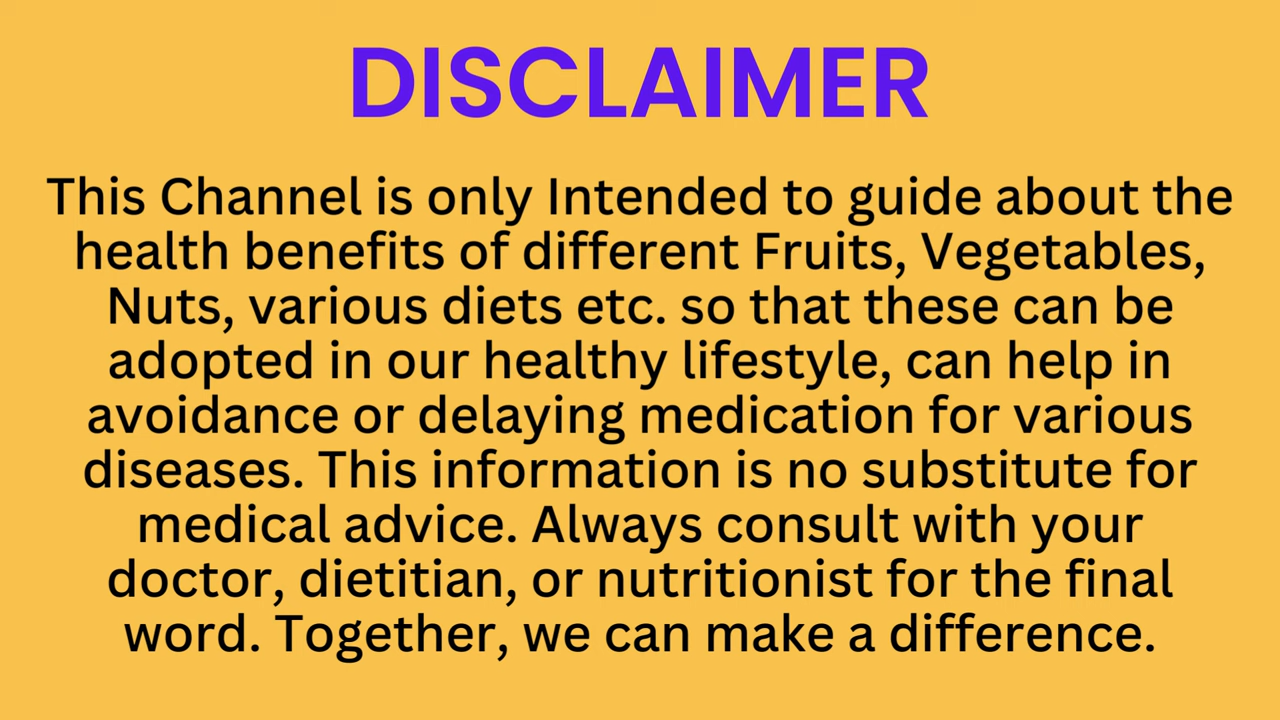 DISCLAIMER
This Channel is only Intended to guide about the
health benefits of different Fruits, Vegetables,
Nuts, various diets etc. so that these can be
adopted in our healthy lifestyle, can help in
avoidance or delaying medication for various
diseases. This information is no substitute for
medical advice. Always consult with your
doctor, dietitian, or nutritionist for the final
word. Together, we can make a difference.